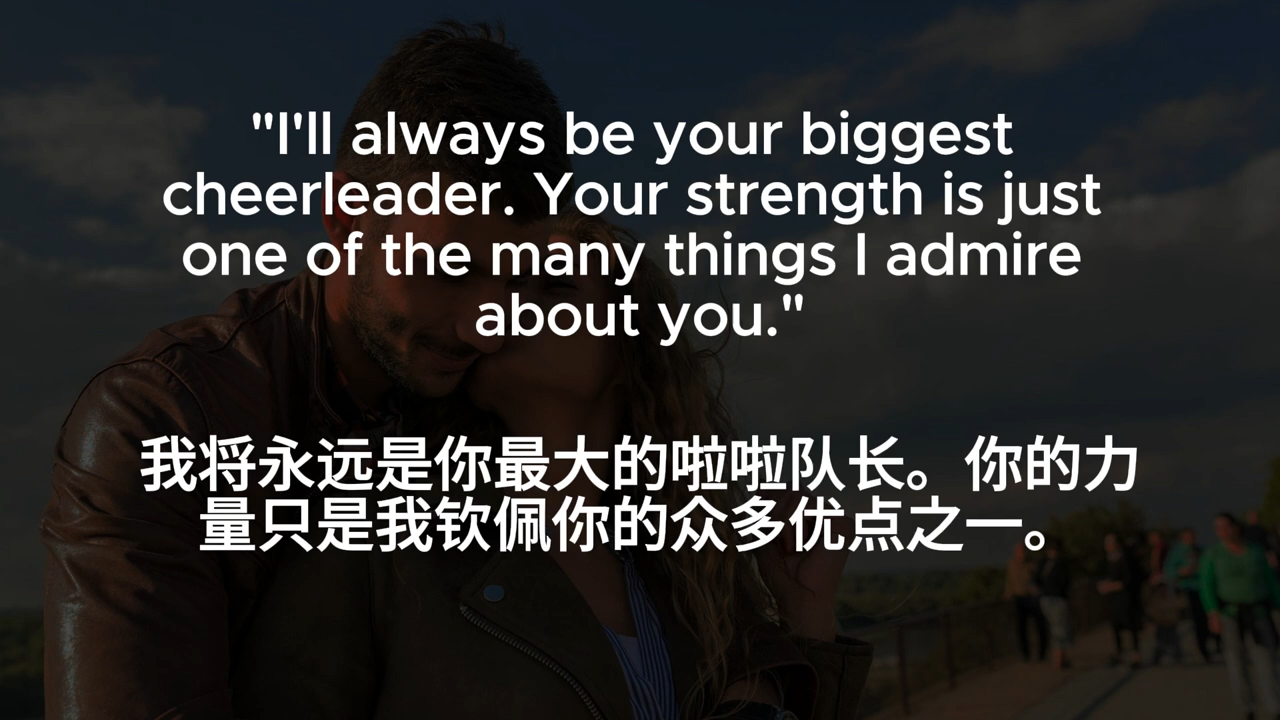 "I'll always be your biggest
cheerleader. Your strength is just
one of the many things I admire
about you."
我将永远是你最大的啦啦队长。你的力
量只是我钦佩你的众多优点之一。